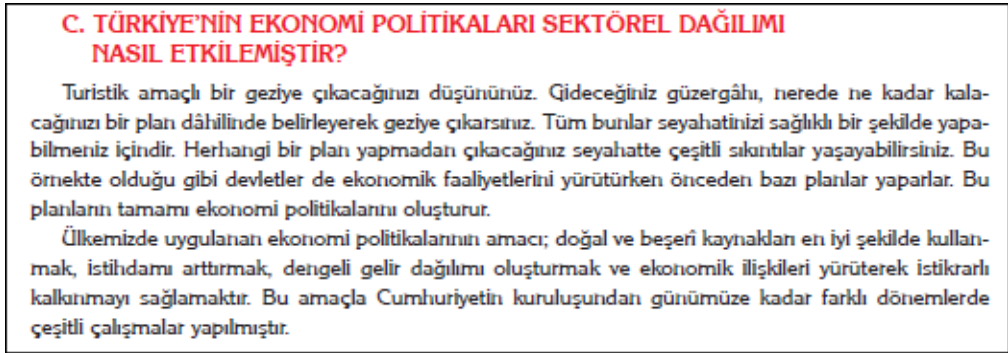 C. TÜRKİYE'NİN EKONOMİ POLİTİKALARI SEKTÖREL DAĞILIMI
NASIL ETKİLEMİŞTİR?
Turistik amaçlı bir geziye çıkacağınızı düşününüz. Gideceğiniz güzergâhı, nerede ne kadar kala-
cağınızı bir plan dâhilinde belirleyerek geziye çıkarsınız. Tüm bunlar seyahatinizi sağlıklı bir şekilde yapa-
bilmeniz içindir. Herhangi bir plan yapmadan çıkacağınız seyahatte çeşitli sıkıntılar yaşayabilirsiniz. Bu
örnekte olduğu gibi devletler de ekonomik faaliyetlerini yürütürken önceden bazı planlar yaparlar. Bu
planların tamamı ekonomi politikalarını oluşturur.
Ülkemizde uygulanan ekonomi politikalarının amacı; doğal ve beşerî kaynakları en iyi şekilde kullan-
mak, istihdamı arttırmak, dengeli gelir dağılımı oluşturmak ve ekonomik ilişkileri yürüterek istikrarlı
kalkınmayı sağlamaktır. Bu amaçla Cumhuriyetin kuruluşundan günümüze kadar farklı dönemlerde
çeşitli çalışmalar yapılmıştır.